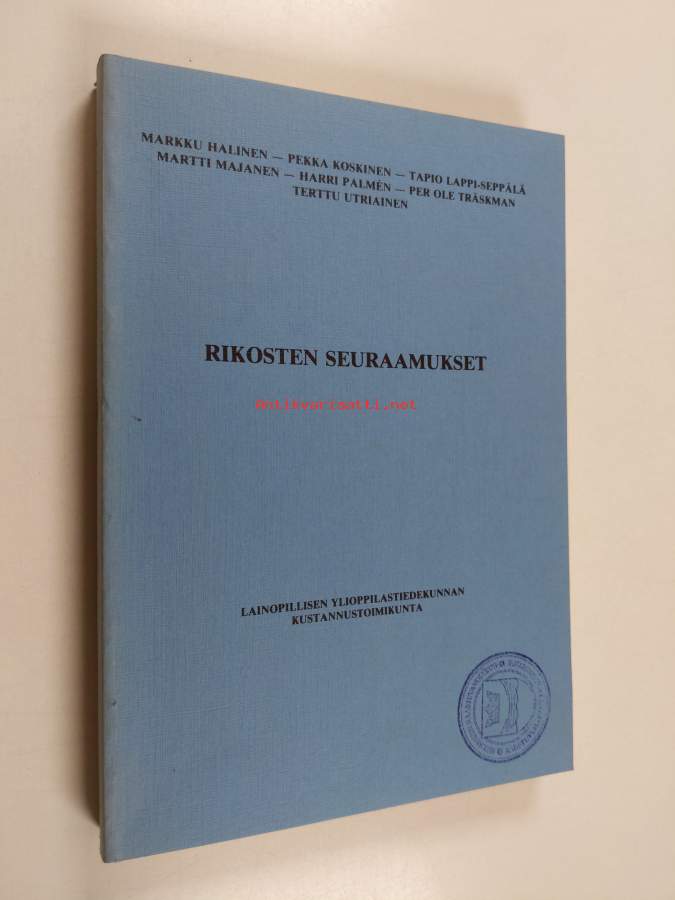 MARKKU HALINEN — PEKKA KOSKINEN — TAPIO LAPPI-SEPPÄLÄ
MARTTI MAJANEN — HARRI PALMÉN — PER OLE TRÄSKMAN
TERTTU UTRIAINEN
RIKOSTEN SEURAAMUKSET
Antikvariaatti.net
LAINOPILLISEN YLIOPPILASTIEDEKUNNAN
KUSTANNUSTOIMIKUNTA